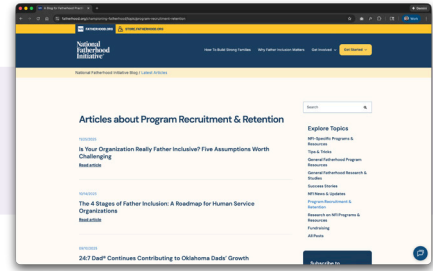 A Blog for Fatherhood Pract
fatherhood.org/championing-fatherhood/topic/program-recruitment-retention
FATHERHOOD.ORG
STORE.FATHERHOOD.ORG
National
Fatherhood
Initiative®
How To Build Strong Families
Why Father Inclusion Matters
Get Involved
Get Started
National Fatherhood Initiative Blog / Latest Articles
Articles about Program Recruitment & Retention
Is Your Organization Really Father Inclusive? Five Assumptions Worth
Challenging
Read article
The 4 Stages of Father Inclusion: A Roadmap for Human Service
Organizations
Read article
24:7 Dad® Continues Contributing to Oklahoma Dads' Growth
Search
Explore Topics
NFI-Specific Programs &
Resources
Tips & Tricks
General Fatherhood Program
Resources
General Fatherhood Research &
Studies
Success Stories
NFI News & Updates
Program Recruitment &
Retention
Research on NFI Programs &
Resources
Fundraising
All Posts
Subscribe to